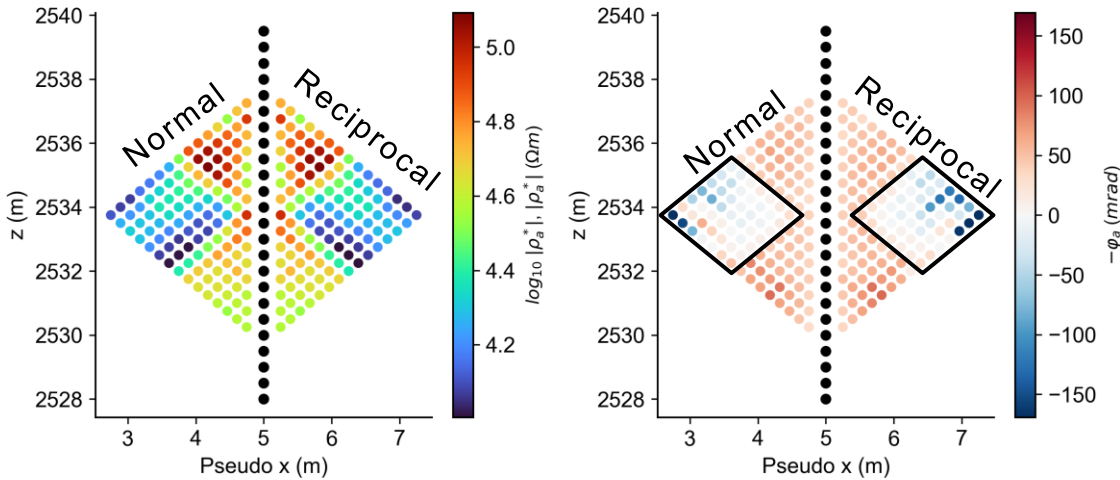 2540
2538
2536
2534
2532
2530
2528
z (m)
3 4 5 6 7
Pseudo x (m)
Normal
Reciprocal
5.0
4.8
4.6
4.4
4.2
log₁₀ |ρₐ*|, |ρₐ*| (Ωm)
2540
2538
2536
2534
2532
2530
2528
z (m)
3 4 5 6 7
Pseudo x (m)
Normal
Reciprocal
150
100
50
0
−50
−100
−150
−φₐ (mrad)